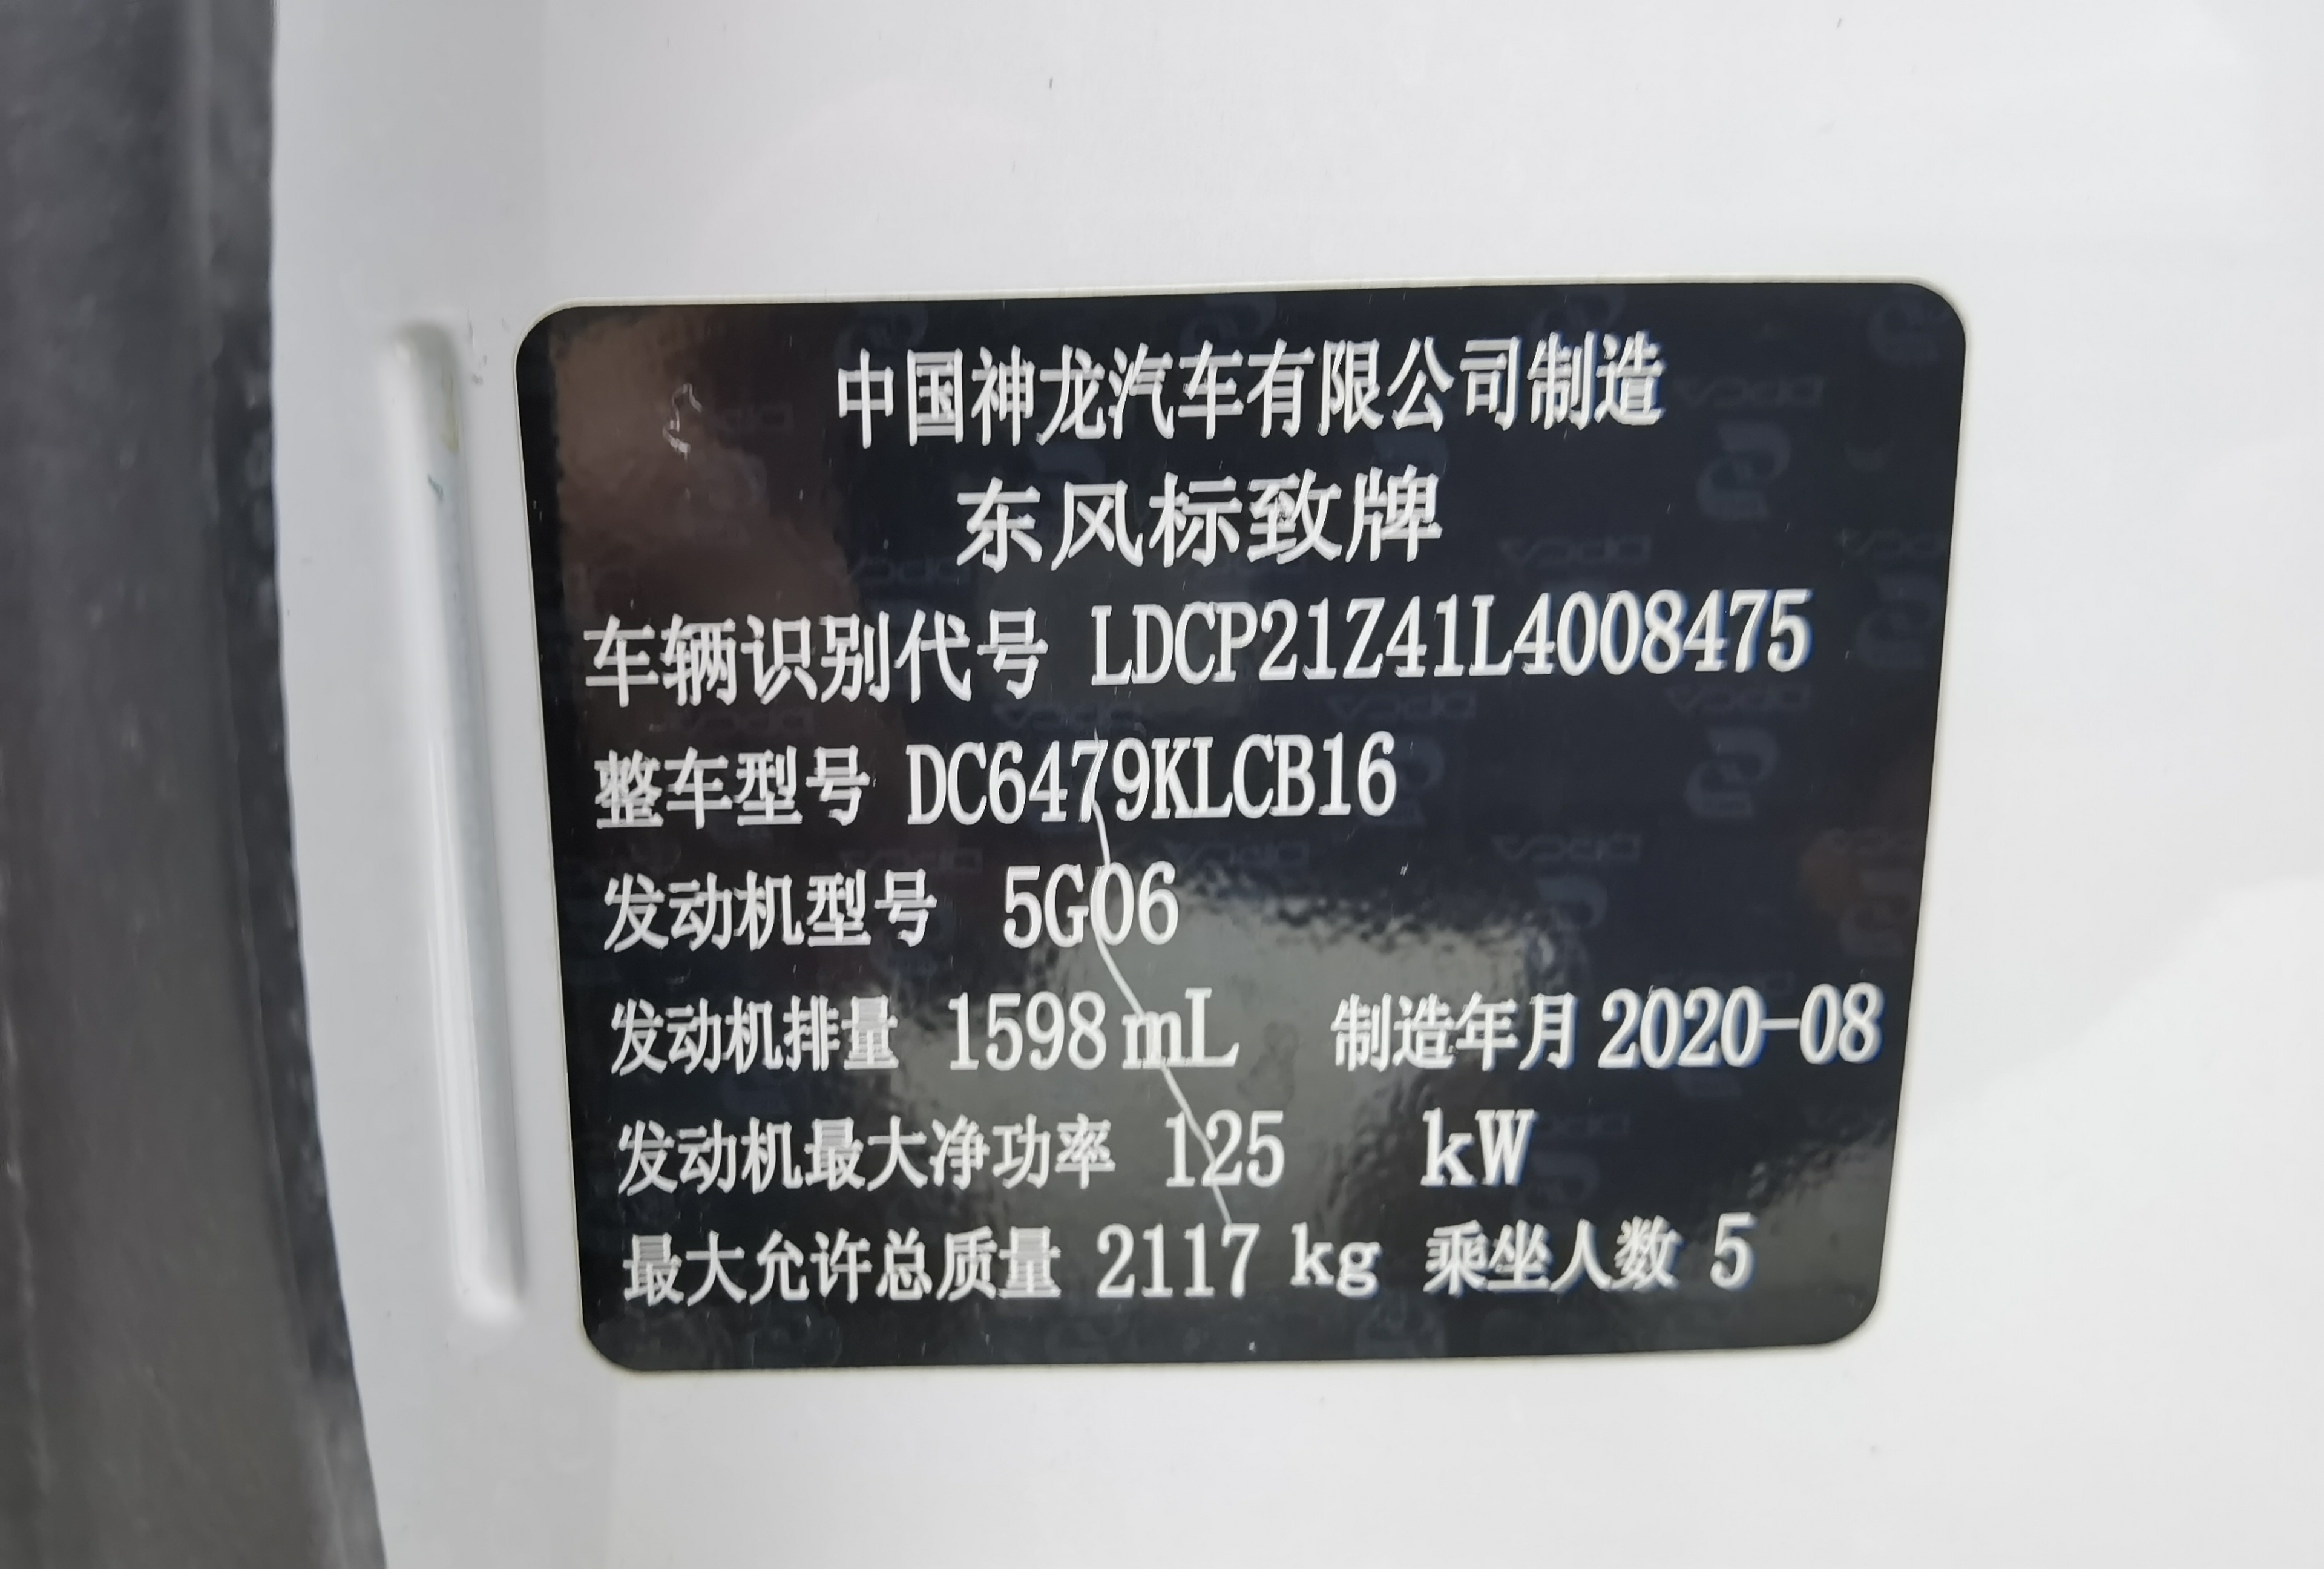 中国神龙汽车有限公司制造
东风标致牌
车辆识别代号 LDCP21Z41L4008475
整车型号 DC6479KLCB16
发动机型号 5G06
发动机排量 1598 mL 制造年月 2020-08
发动机最大净功率 125 kW
最大允许总质量 2117 kg 乘坐人数 5